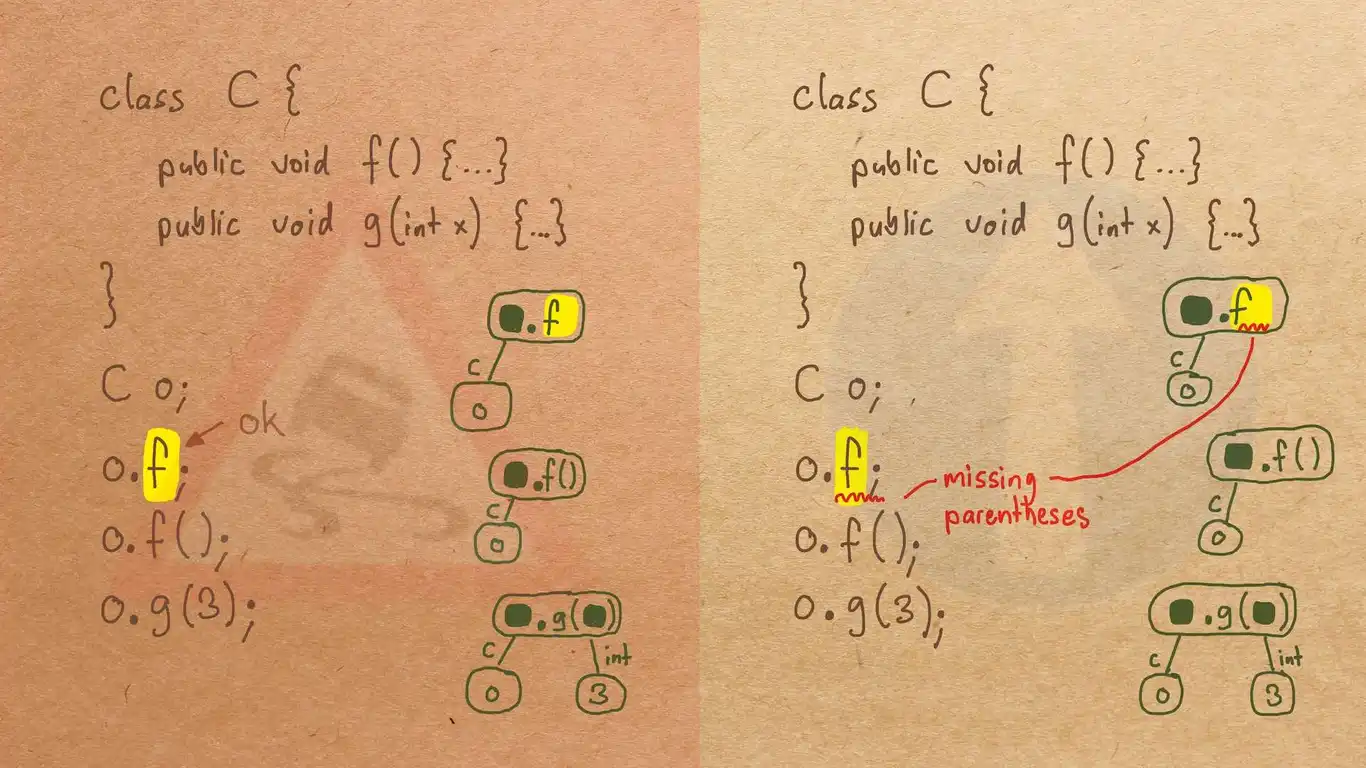 class C {
public void f() {...}
public void g(int x) {...}
}
C o;
o.f;
ok
o.f();
o.g(3);
.f
C
o
.f()
C
o
.g( )
C
int
o
3
class C {
public void f() {...}
public void g(int x) {...}
}
C o;
o.f;
missing
parentheses
o.f();
o.g(3);
.f
C
o
.f()
C
o
.g( )
C
int
o
3